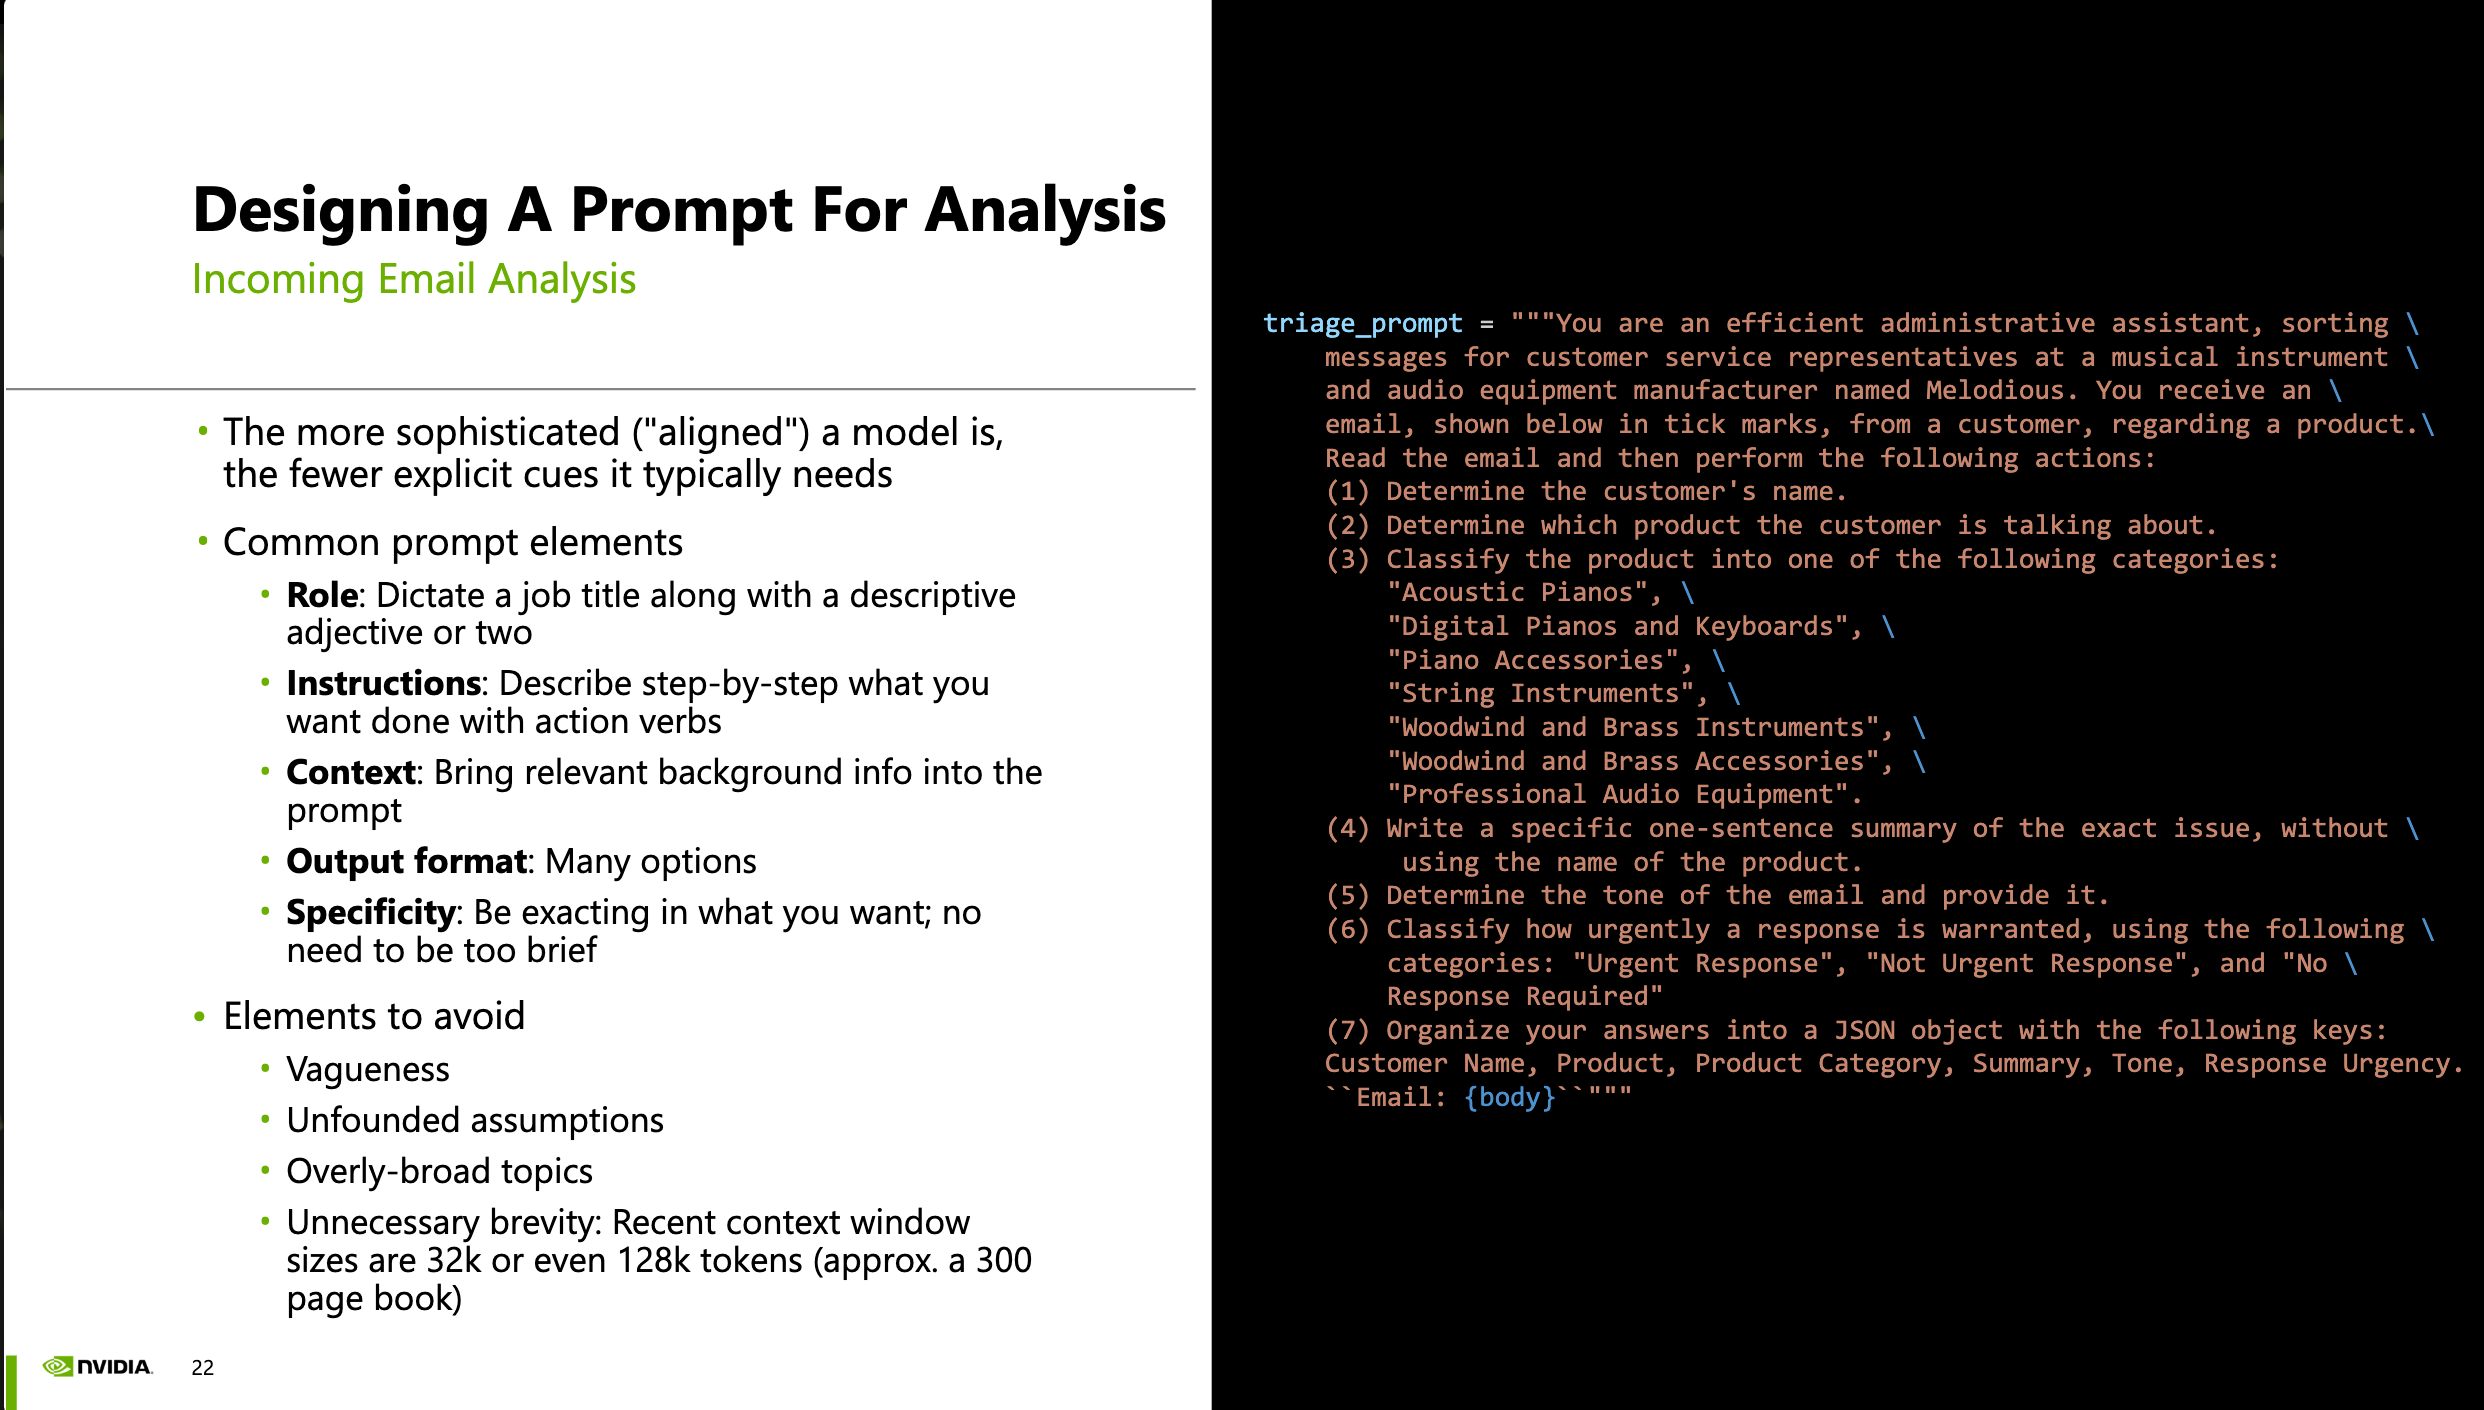 Designing A Prompt For Analysis
Incoming Email Analysis
• The more sophisticated ("aligned") a model is,
the fewer explicit cues it typically needs
• Common prompt elements
• Role: Dictate a job title along with a descriptive
adjective or two
• Instructions: Describe step-by-step what you
want done with action verbs
• Context: Bring relevant background info into the
prompt
• Output format: Many options
• Specificity: Be exacting in what you want; no
need to be too brief
• Elements to avoid
• Vagueness
• Unfounded assumptions
• Overly-broad topics
• Unnecessary brevity: Recent context window
sizes are 32k or even 128k tokens (approx. a 300
page book)
NVIDIA. 22
triage_prompt = """You are an efficient administrative assistant, sorting \
messages for customer service representatives at a musical instrument \
and audio equipment manufacturer named Melodious. You receive an \
email, shown below in tick marks, from a customer, regarding a product.\
Read the email and then perform the following actions:
(1) Determine the customer's name.
(2) Determine which product the customer is talking about.
(3) Classify the product into one of the following categories:
"Acoustic Pianos", \
"Digital Pianos and Keyboards", \
"Piano Accessories", \
"String Instruments", \
"Woodwind and Brass Instruments", \
"Woodwind and Brass Accessories", \
"Professional Audio Equipment".
(4) Write a specific one-sentence summary of the exact issue, without \
using the name of the product.
(5) Determine the tone of the email and provide it.
(6) Classify how urgently a response is warranted, using the following \
categories: "Urgent Response", "Not Urgent Response", and "No \
Response Required"
(7) Organize your answers into a JSON object with the following keys:
Customer Name, Product, Product Category, Summary, Tone, Response Urgency.
``Email: {body}``"""